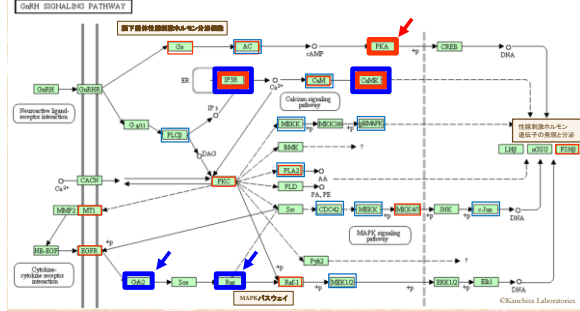 GnRH SIGNALING PATHWAY
脳下垂体性腺刺激ホルモン分泌細胞
Gs
AC
cAMP
PKA
+p
CREB
DNA
ER
IP3R
Ca2+
CaM
CaMK
GnRH
GnRHR
Neuroactive ligand-
receptor interaction
G q/11
PLCβ
IP 3
DAG
Calcium signaling
pathway
MEKK
+p
MKK3/6
+p
p38MAPK
BMK
?
性腺刺激ホルモン
遺伝子の発現と分泌
LHβ
αGSU
FSHβ
Ca2+
CACN
PKC
PLA2
AA
PLD
PA, PE
MMP2
MT1
Src
CDC42
MEKK
+p
MKK4/7
+p
JNK
+p
c-Jun
DNA
MAPK signaling
pathway
HB-EGF
EGFR
+p
Pyk2
?
Cytokine-
cytokine receptor
interaction
Grb2
Sos
Ras
+p
Raf-1
+p
MEK1/2
+p
ERK1/2
+p
Elk1
DNA
MAPKパスウェイ
©Kanehisa Laboratories